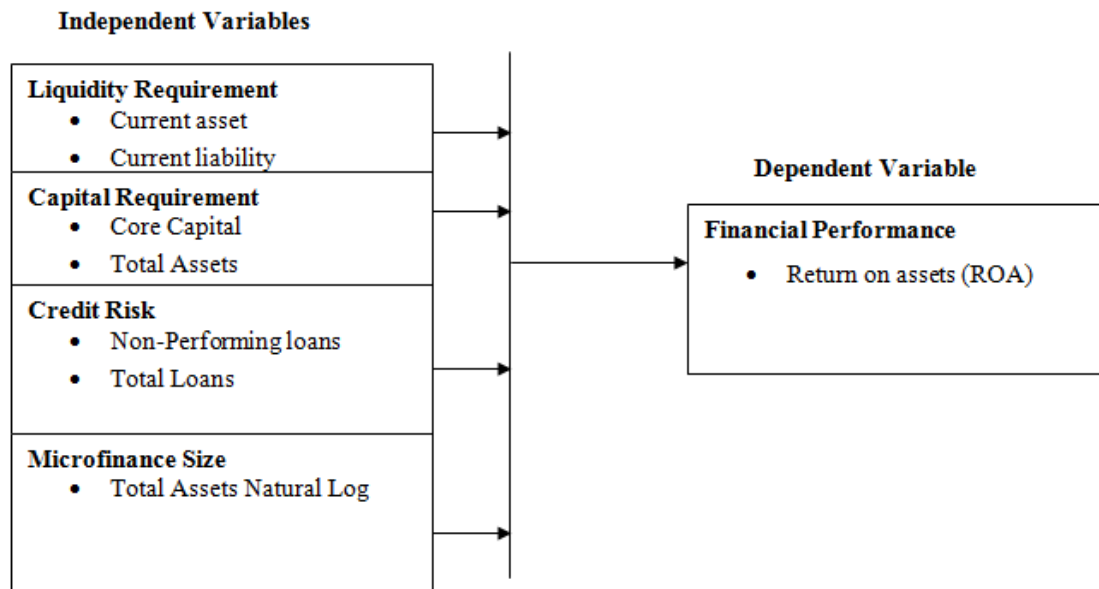 Independent Variables
Liquidity Requirement
• Current asset
• Current liability
Capital Requirement
• Core Capital
• Total Assets
Credit Risk
• Non-Performing loans
• Total Loans
Microfinance Size
• Total Assets Natural Log
Dependent Variable
Financial Performance
• Return on assets (ROA)